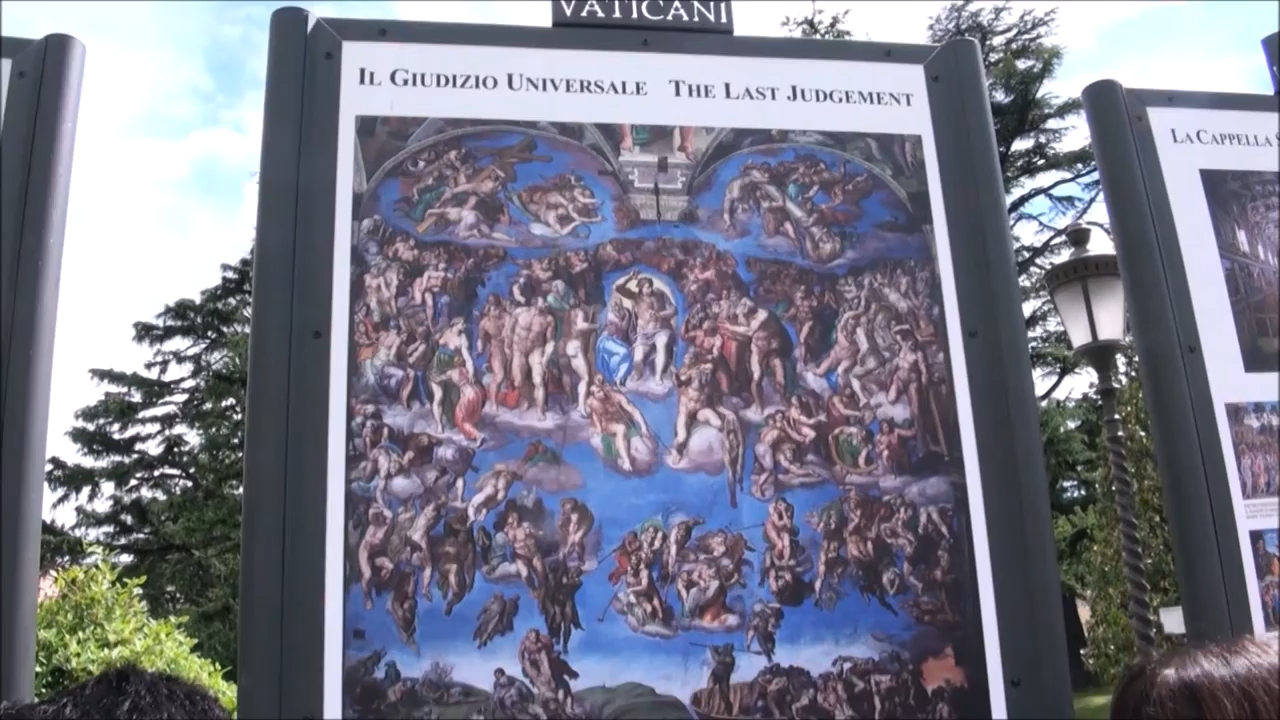 VATICANI
IL GIUDIZIO UNIVERSALE THE LAST JUDGEMENT
LA CAPPELLA